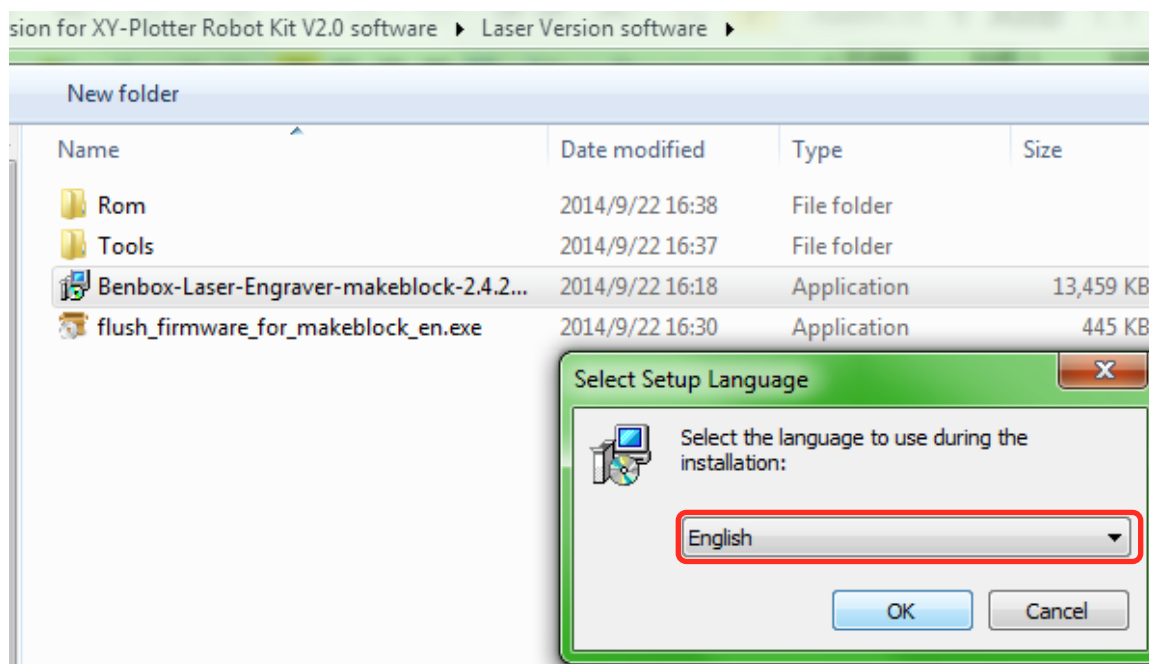 sion for XY-Plotter Robot Kit V2.0 software ▸ Laser Version software ▸
New folder
Name Date modified Type Size
Rom 2014/9/22 16:38 File folder
Tools 2014/9/22 16:37 File folder
Benbox-Laser-Engraver-makeblock-2.4.2... 2014/9/22 16:18 Application 13,459 KB
flush_firmware_for_makeblock_en.exe 2014/9/22 16:30 Application 445 KB
Select Setup Language
Select the language to use during the
installation:
English
OK Cancel